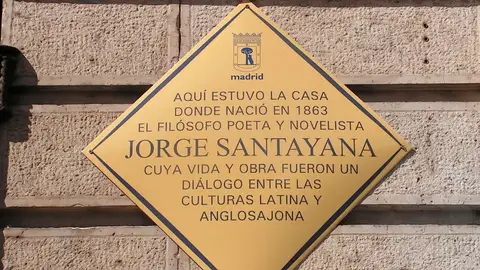 madrid
AQUÍ ESTUVO LA CASA
DONDE NACIÓ EN 1863
EL FILÓSOFO POETA Y NOVELISTA
JORGE SANTAYANA
CUYA VIDA Y OBRA FUERON UN
DIÁLOGO ENTRE LAS
CULTURAS LATINA Y
ANGLOSAJONA